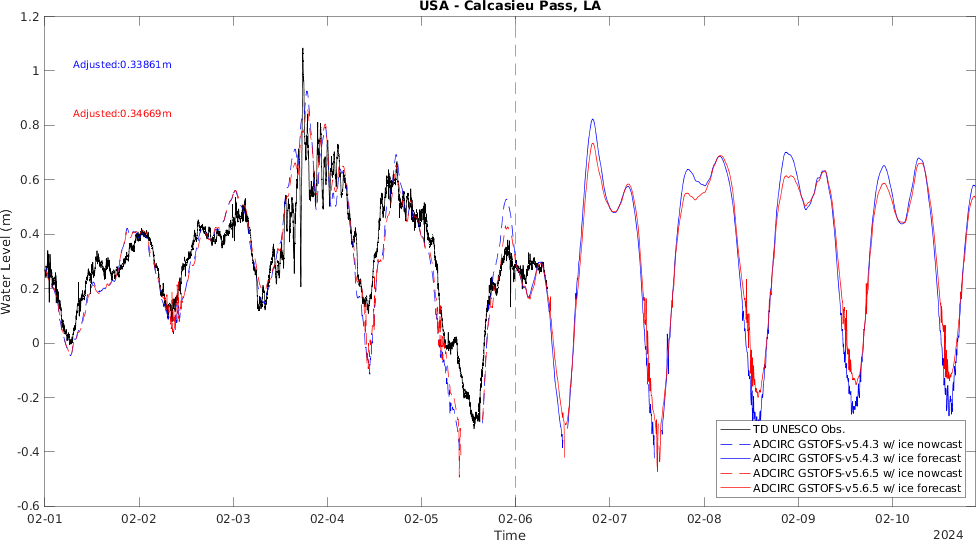 USA - Calcasieu Pass, LA
1.2
1
0.8
0.6
0.4
0.2
0
-0.2
-0.4
-0.6
Water Level (m)
Adjusted:0.33861m
Adjusted:0.34669m
TD UNESCO Obs.
ADCIRC GSTOFS-v5.4.3 w/ ice nowcast
ADCIRC GSTOFS-v5.4.3 w/ ice forecast
ADCIRC GSTOFS-v5.6.5 w/ ice nowcast
ADCIRC GSTOFS-v5.6.5 w/ ice forecast
02-01 02-02 02-03 02-04 02-05 02-06 02-07 02-08 02-09 02-10
Time
2024